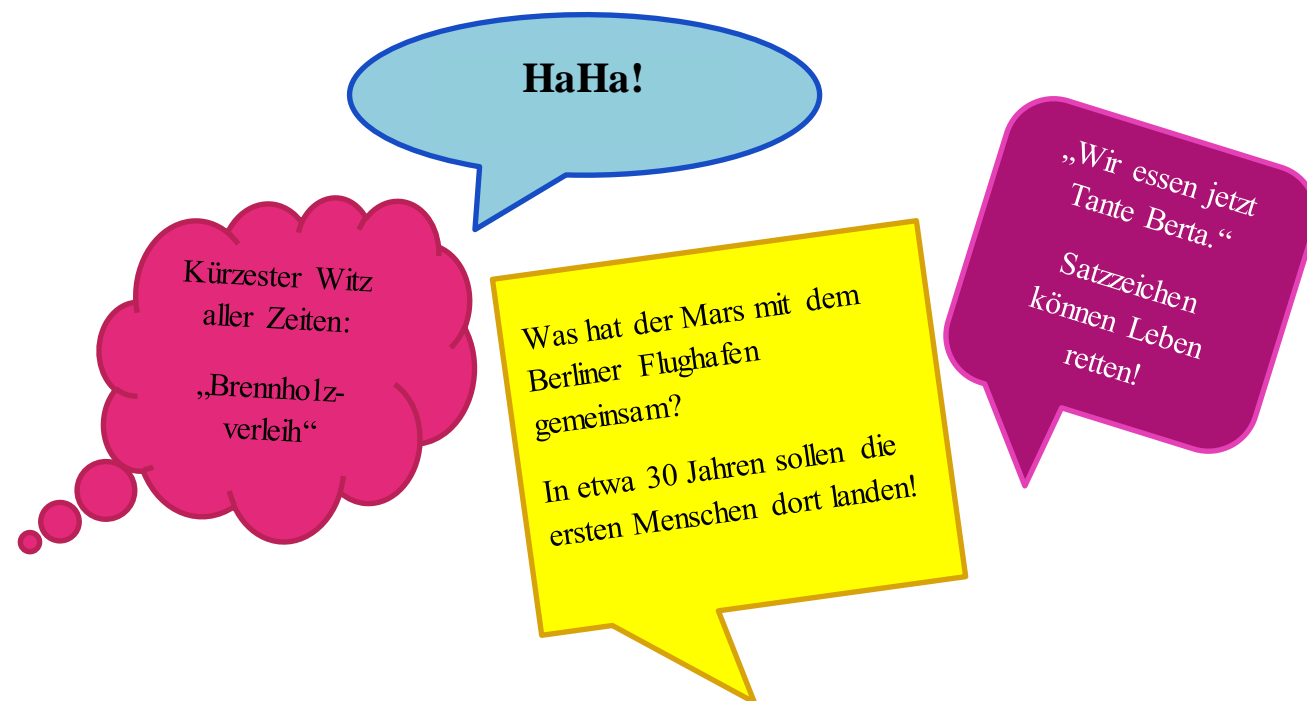 HaHa!
Kürzester Witz
aller Zeiten:
„Brennholz-
verleih“
Was hat der Mars mit dem
Berliner Flughafen
gemeinsam?
In etwa 30 Jahren sollen die
ersten Menschen dort landen!
„Wir essen jetzt
Tante Berta.“
Satzzeichen
können Leben
retten!